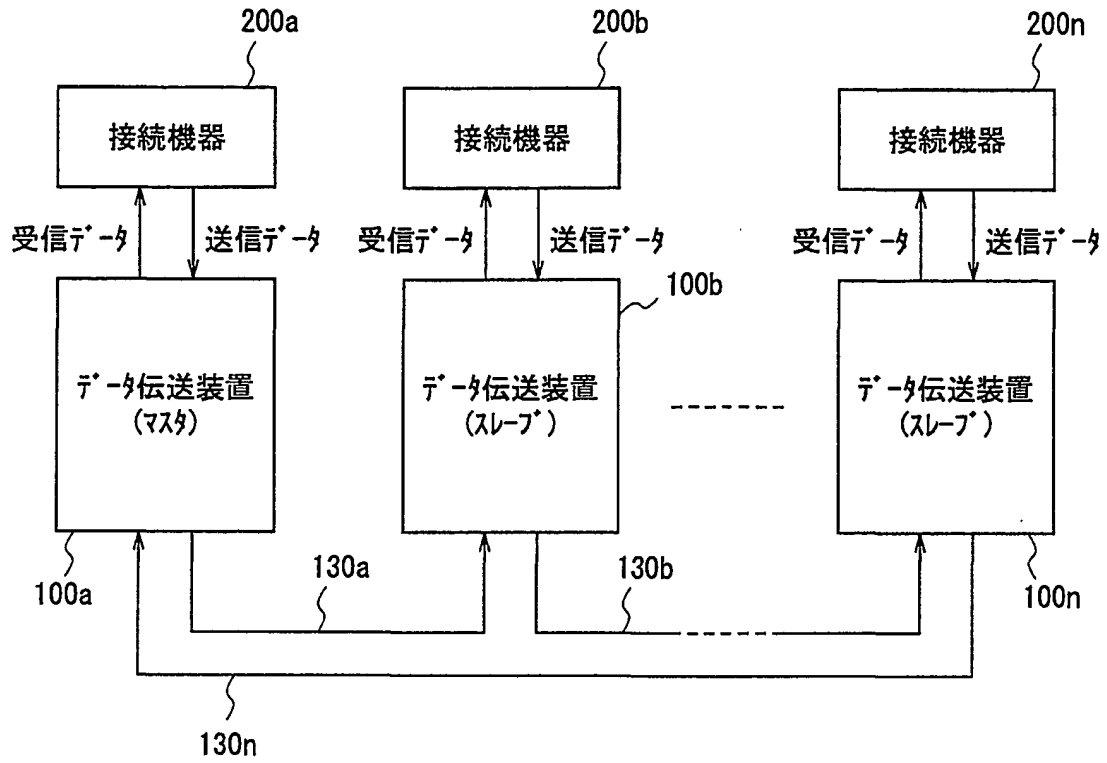 200a
200b
200n
接続機器
接続機器
接続機器
受信データ
送信データ
受信データ
送信データ
受信データ
送信データ
100b
データ伝送装置
(マスタ)
データ伝送装置
(スレーブ)
データ伝送装置
(スレーブ)
100a
130a
130b
100n
130n